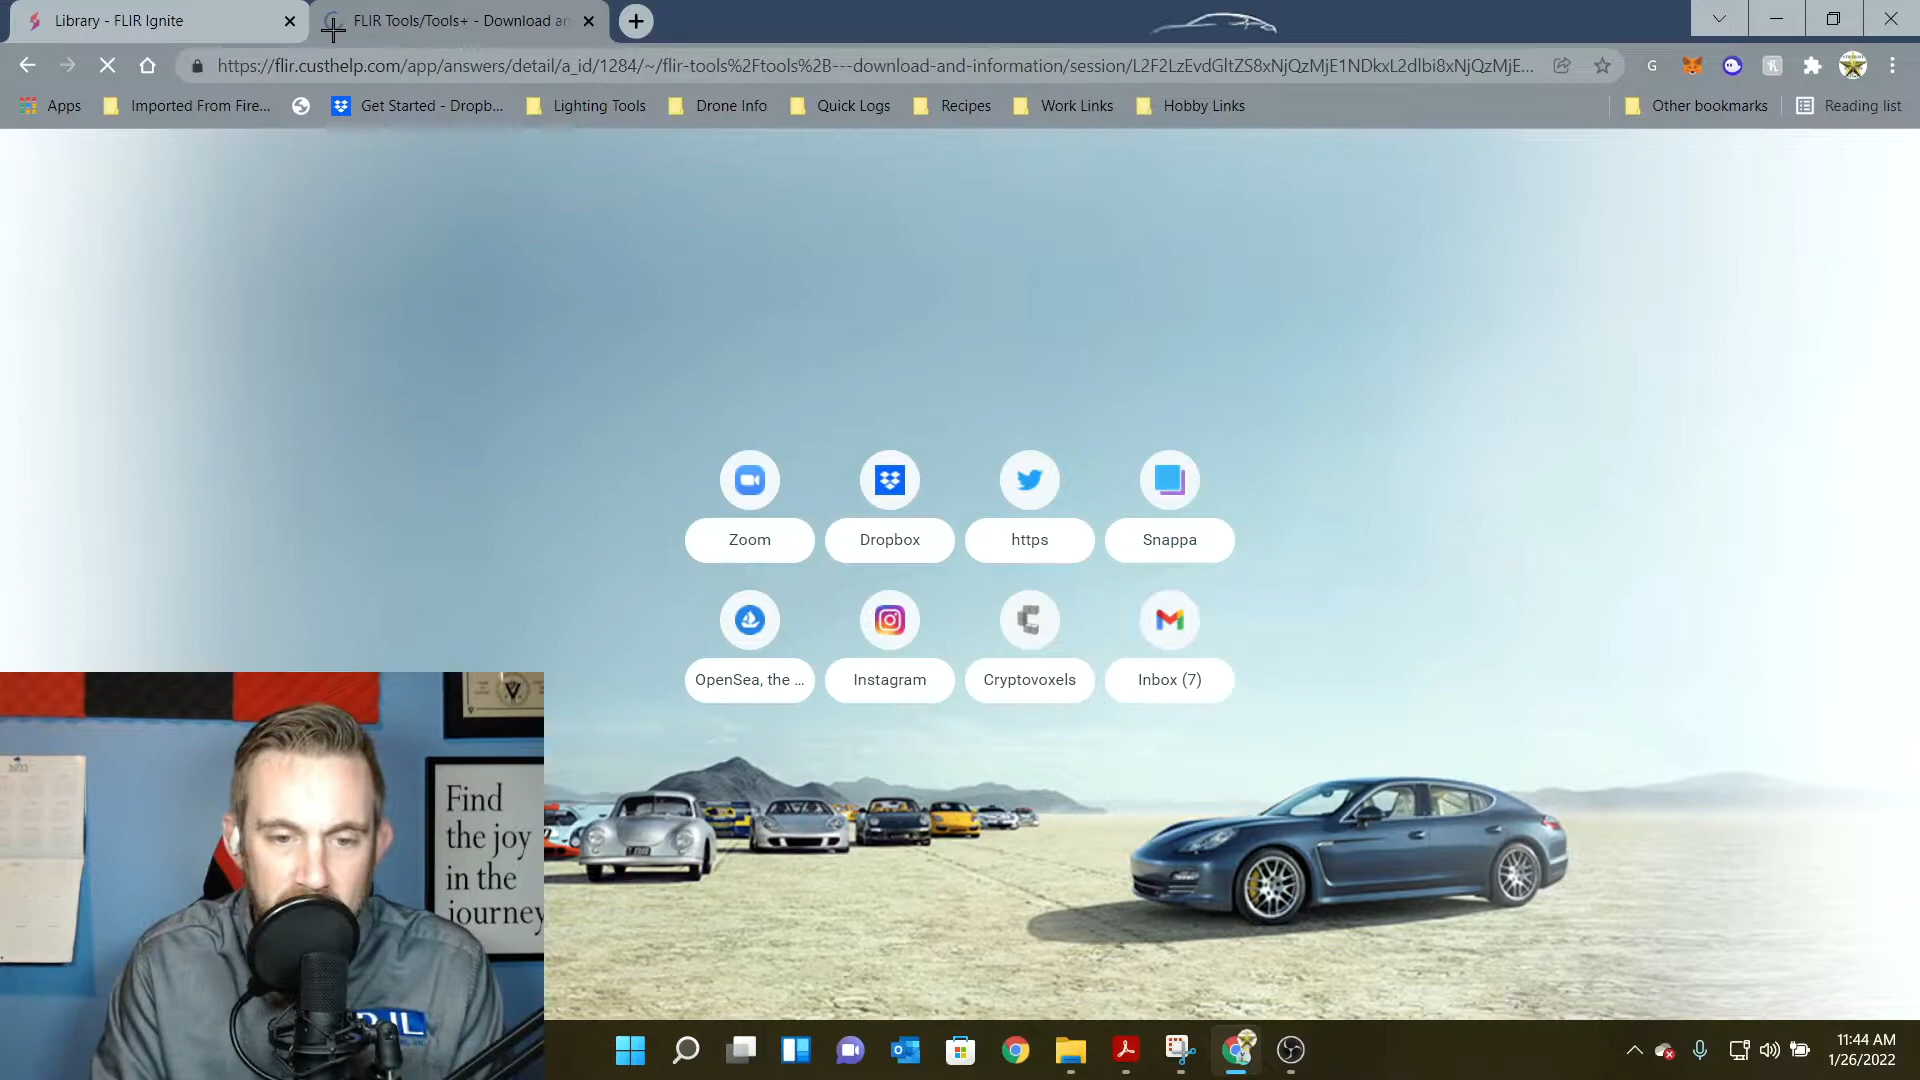 Library - FLIR Ignite
FLIR Tools/Tools+ - Download an
https://flir.custhelp.com/app/answers/detail/a_id/1284/~/flir-tools%2Ftools%2B---download-and-information/session/L2F2LzEvdGltZS8xNjQzMjE1NDkxL2dlbi8xNjQzMjE...
G
Apps
Imported From Fire...
Get Started - Dropb...
Lighting Tools
Drone Info
Quick Logs
Recipes
Work Links
Hobby Links
Other bookmarks
Reading list
Zoom
Dropbox
https
Snappa
OpenSea, the ...
Instagram
Cryptovoxels
Inbox (7)
Find
the joy
in the
journey
11:44 AM
1/26/2022